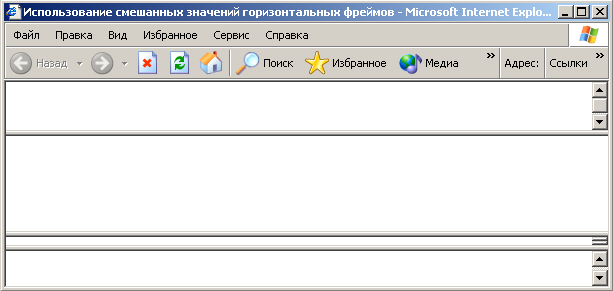 Использование смешанных значений горизонтальных фреймов - Microsoft Internet Explo...
Файл Правка Вид Избранное Сервис Справка
Назад Поиск Избранное Медиа » Адрес: Ссылки »